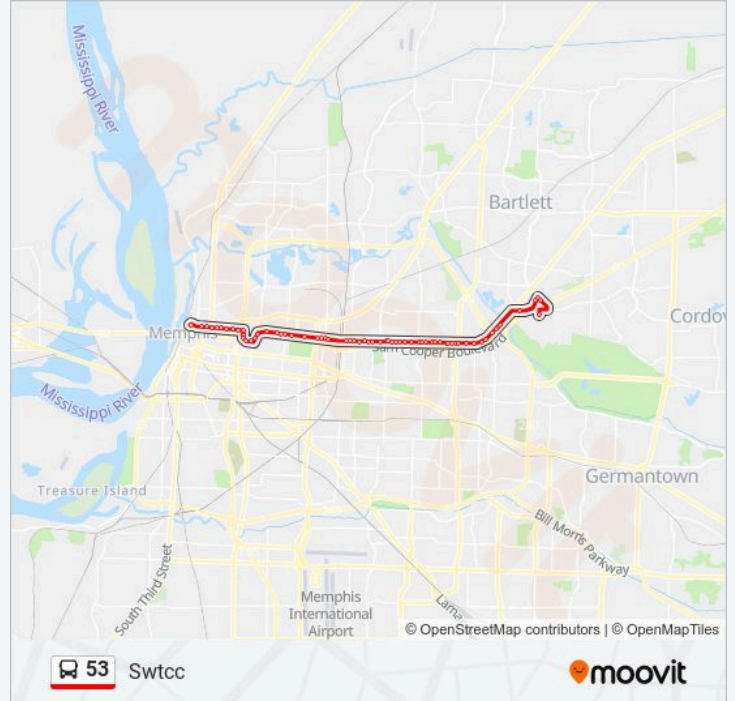 Mississippi River
Bartlett
Cordov
Memphis
Sam Cooper Boulevard
Mississippi River
Germantown
Treasure Island
Bill Morris Parkway
South Third Street
Memphis
International
Airport
Lama
© OpenStreetMap contributors | © OpenMapTiles
53 Swtcc
moovit